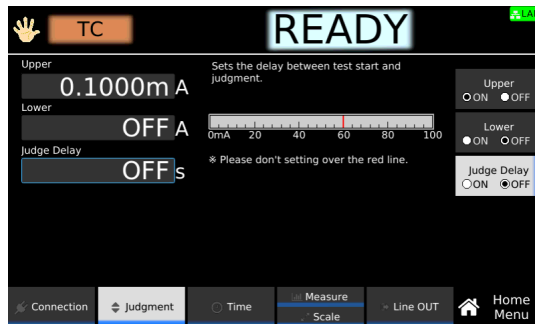 TC
READY
LA
Upper
0.1000m A
Lower
OFF A
Judge Delay
OFF s
Sets the delay between test start and
judgment.
0mA 20 40 60 80 100
※ Please don't setting over the red line.
Upper
ON OFF
Lower
ON OFF
Judge Delay
ON OFF
Connection
Judgment
Time
Measure
Scale
Line OUT
Home
Menu